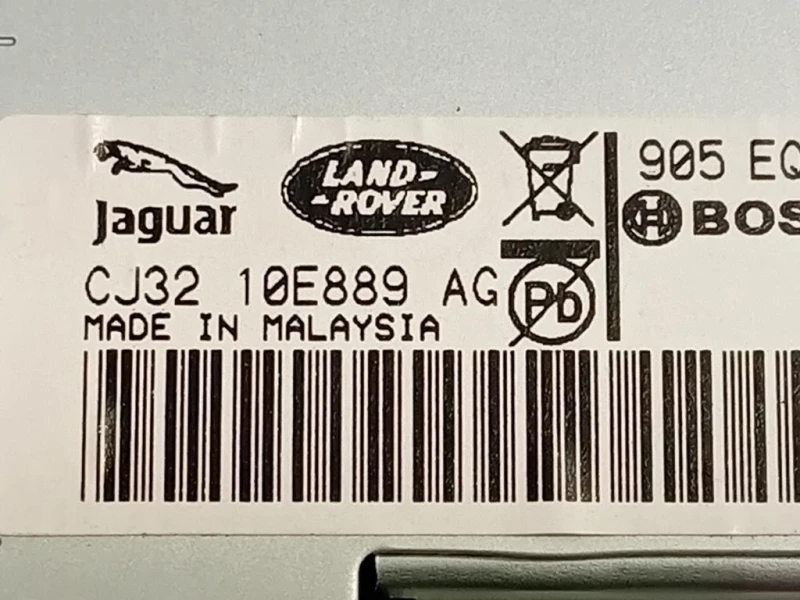 Jaguar
LAND-
-ROVER
905 EQ
H BOS
CJ32 10E889 AG
Pb
MADE IN MALAYSIA